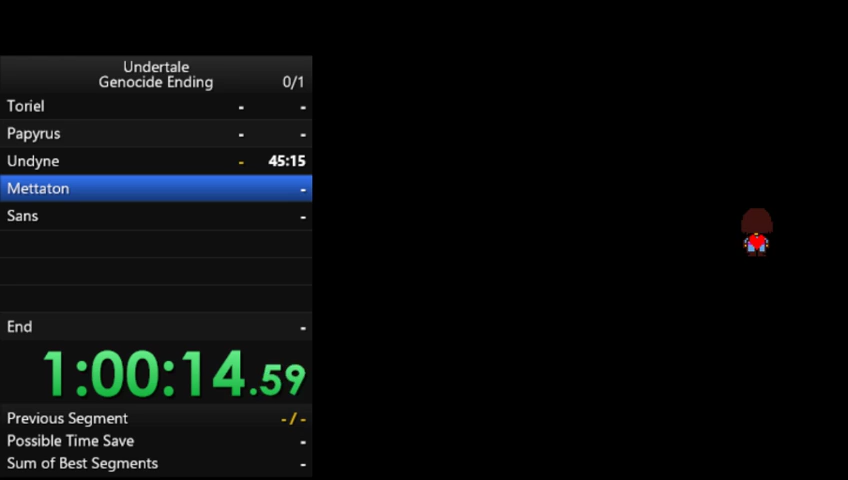 Undertale
Genocide Ending 0/1
Toriel - -
Papyrus - -
Undyne - 45:15
Mettaton -
Sans -
End -
1:00:14.59
Previous Segment - / -
Possible Time Save -
Sum of Best Segments -